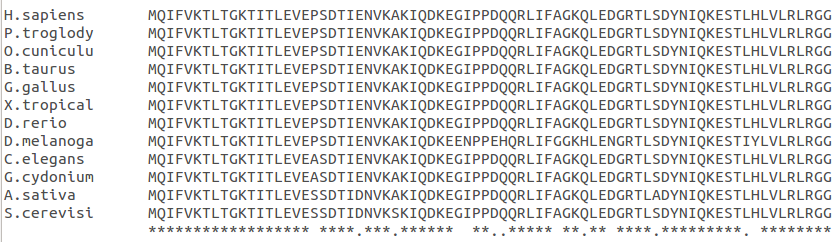 H.sapiens MQIFVKTLTGKTITLEVEPSDTIENVKAKIQDKEGIPPDQQRLIFAGKQLEDGRTLSDYNIQKESTLHLVLRLRGG
P.troglody MQIFVKTLTGKTITLEVEPSDTIENVKAKIQDKEGIPPDQQRLIFAGKQLEDGRTLSDYNIQKESTLHLVLRLRGG
O.cuniculu MQIFVKTLTGKTITLEVEPSDTIENVKAKIQDKEGIPPDQQRLIFAGKQLEDGRTLSDYNIQKESTLHLVLRLRGG
B.taurus MQIFVKTLTGKTITLEVEPSDTIENVKAKIQDKEGIPPDQQRLIFAGKQLEDGRTLSDYNIQKESTLHLVLRLRGG
G.gallus MQIFVKTLTGKTITLEVEPSDTIENVKAKIQDKEGIPPDQQRLIFAGKQLEDGRTLSDYNIQKESTLHLVLRLRGG
X.tropical MQIFVKTLTGKTITLEVEPSDTIENVKAKIQDKEGIPPDQQRLIFAGKQLEDGRTLSDYNIQKESTLHLVLRLRGG
D.rerio MQIFVKTLTGKTITLEVEPSDTIENVKAKIQDKEGIPPDQQRLIFAGKQLEDGRTLSDYNIQKESTLHLVLRLRGG
D.melanoga MQIFVKTLTGKTITLEVEPSDTIENVKAKIQDKEENPPEHQRLIFGGKHLENGRTLSDYNIQKESTIYLVLRLRGG
C.elegans MQIFVKTLTGKTITLEVEASDTIENVKAKIQDKEGIPPDQQRLIFAGKQLEDGRTLSDYNIQKESTLHLVLRLRGG
G.cydonium MQIFVKTLTGKTITLEVEASDTIENVKAKIQDKEGIPPDQQRLIFAGKQLEDGRTLSDYNIQKESTLHLVLRLRGG
A.sativa MQIFVKTLTGKTITLEVESSDTIDNVKAKIQDKEGIPPDQQRLIFAGKQLEDGRTLADYNIQKESTLHLVLRLRGG
S.cerevisi MQIFVKTLTGKTITLEVESSDTIDNVKSKIQDKEGIPPDQQRLIFAGKQLEDGRTLSDYNIQKESTLHLVLRLRGG
****************** ****.***.******  **..***** **.** ****.*********. ********